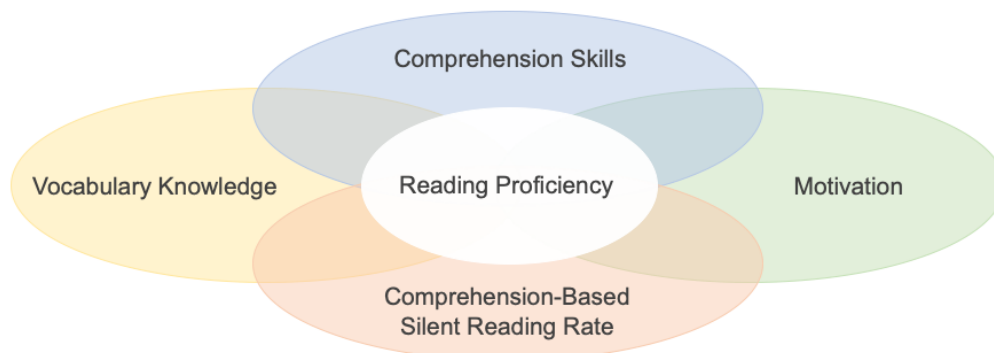 Comprehension Skills
Vocabulary Knowledge
Reading Proficiency
Motivation
Comprehension-Based
Silent Reading Rate